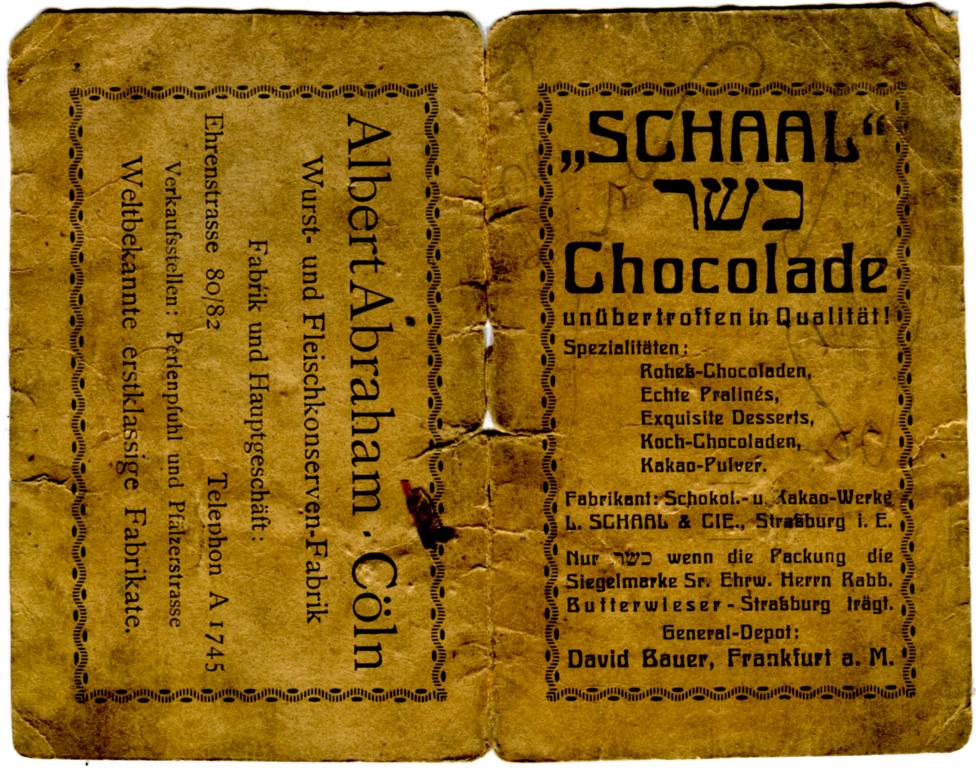 Albert Abraham · Cöln
Wurst- und Fleischkonserven-Fabrik
Fabrik und Hauptgeschäft:
Ehrenstrasse 80/82 Telephon A 1745
Verkaufsstellen: Perlenpfuhl und Pfälzerstrasse
Weltbekannte erstklassige Fabrikate.
„SCHAAL“
כשר
Chocolade
unübertroffen in Qualität!
Spezialitäten:
Roheß-Chocoladen,
Echte Pralinés,
Exquisite Desserts,
Koch-Chocoladen,
Kakao-Pulver.
Fabrikant: Schokol.- u. Kakao-Werke
L. SCHAAL & CIE., Straßburg i. E.
Nur כשר wenn die Packung die
Siegelmarke Sr. Ehrw. Herrn Rabb.
Butterwieser - Straßburg trägt.
General-Depot:
David Bauer, Frankfurt a. M.